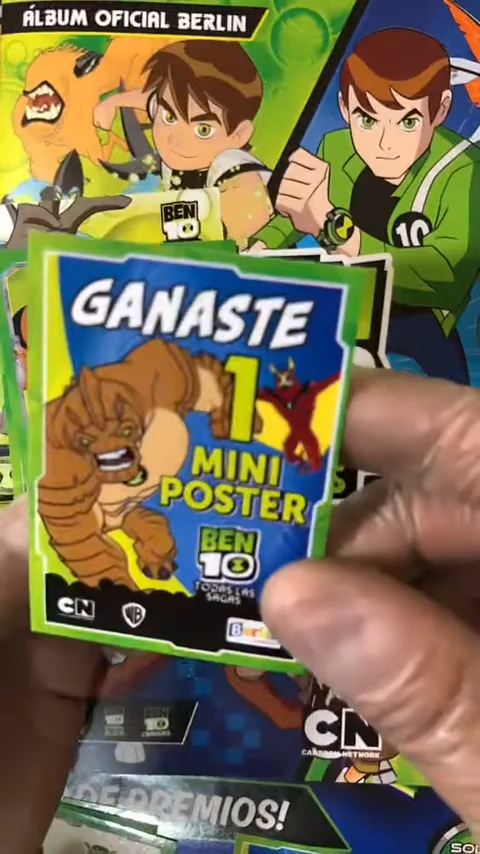 ÁLBUM OFICIAL BERLIN
BEN
10
10
GANASTE
1
MINI
POSTER
BEN
10
TODAS LAS
SAGAS
CN
WB
CN
CARTOON NETWORK
DE PREMIOS!